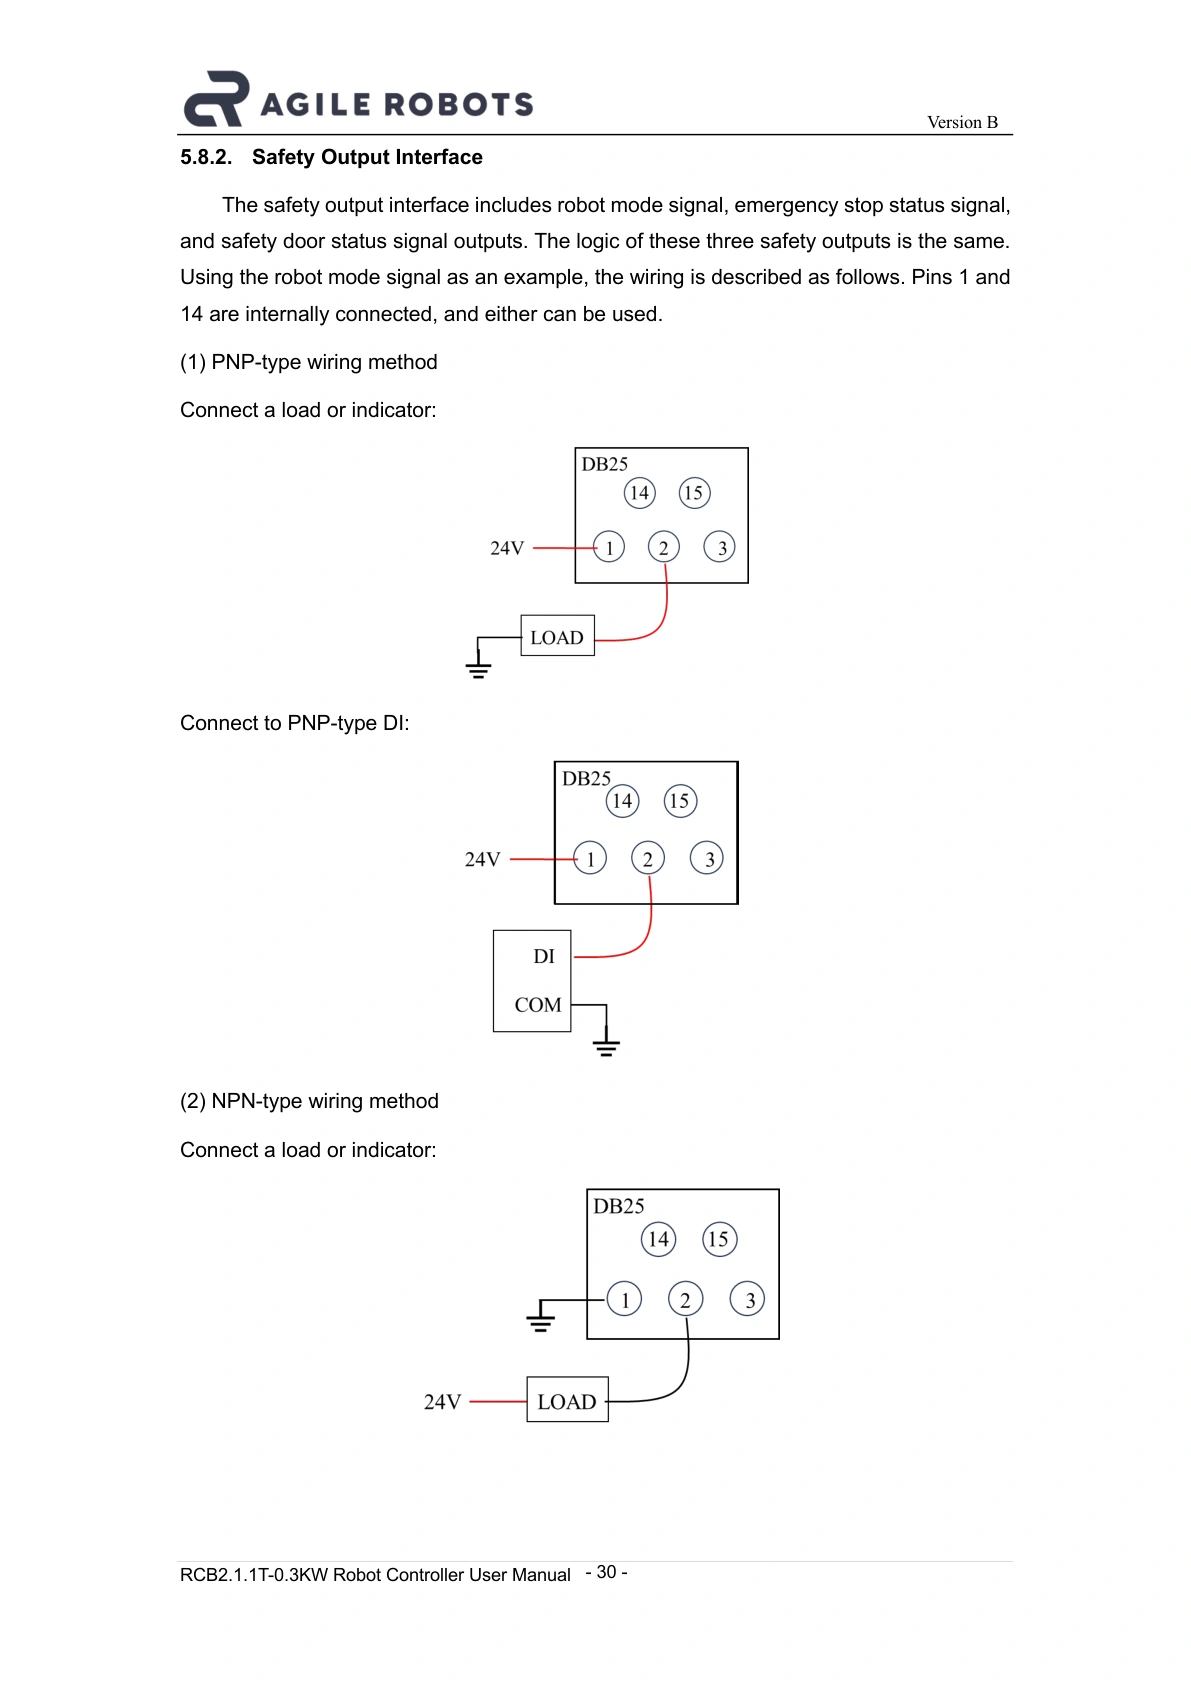 AGILE ROBOTS
Version B
5.8.2. Safety Output Interface
The safety output interface includes robot mode signal, emergency stop status signal,
and safety door status signal outputs. The logic of these three safety outputs is the same.
Using the robot mode signal as an example, the wiring is described as follows. Pins 1 and
14 are internally connected, and either can be used.
(1) PNP-type wiring method
Connect a load or indicator:
DB25
14 15
24V 1 2 3
LOAD
Connect to PNP-type DI:
DB25
14 15
24V 1 2 3
DI
COM
(2) NPN-type wiring method
Connect a load or indicator:
DB25
14 15
1 2 3
24V LOAD
RCB2.1.1T-0.3KW Robot Controller User Manual - 30 -